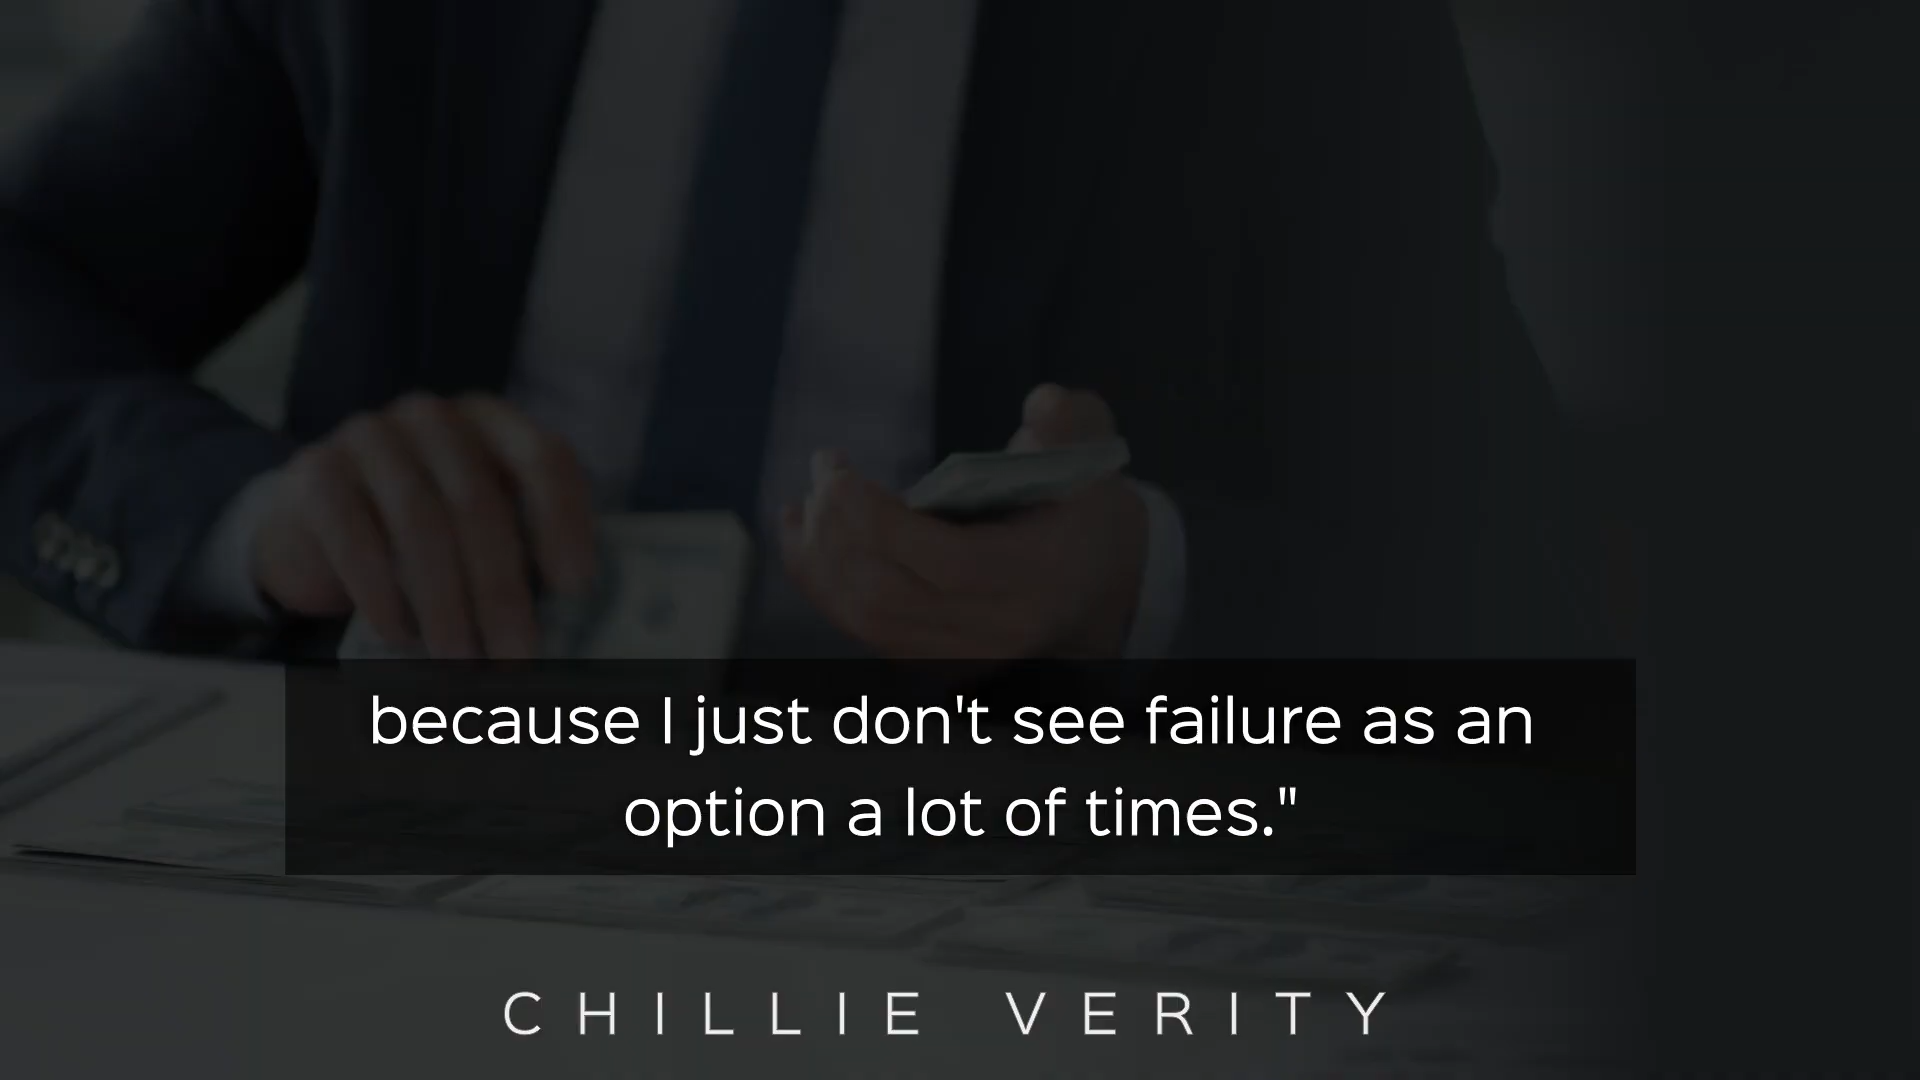 because I just don't see failure as an
option a lot of times."
CHILLIE VERITY